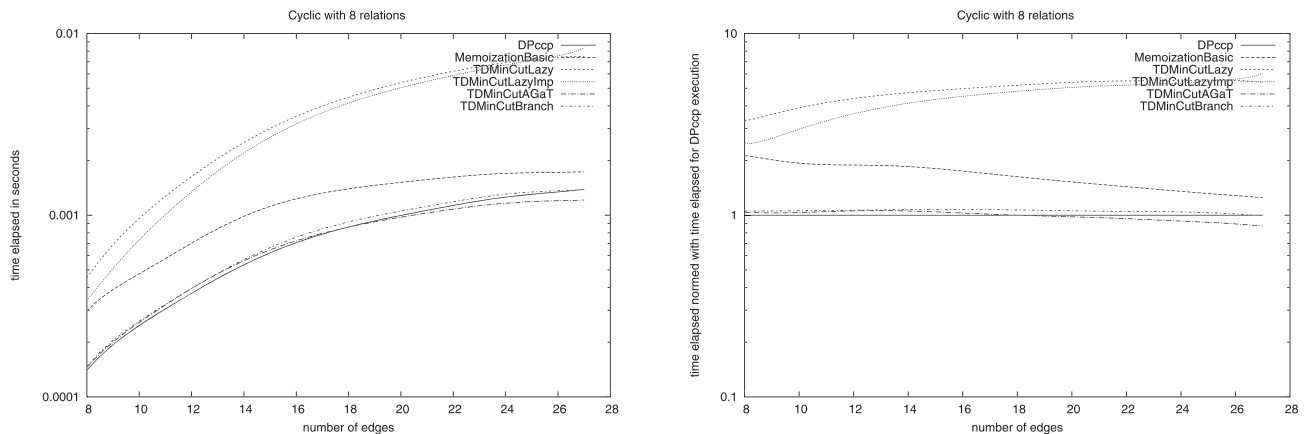 Cyclic with 8 relations
time elapsed in seconds
0.01
0.001
0.0001
DPccp
MemoizationBasic
TDMinCutLazy
TDMinCutLazyImp
TDMinCutAGaT
TDMinCutBranch
8 10 12 14 16 18 20 22 24 26 28
number of edges
Cyclic with 8 relations
time elapsed normed with time elapsed for DPccp execution
10
1
0.1
DPccp
MemoizationBasic
TDMinCutLazy
TDMinCutLazyImp
TDMinCutAGaT
TDMinCutBranch
8 10 12 14 16 18 20 22 24 26 28
number of edges